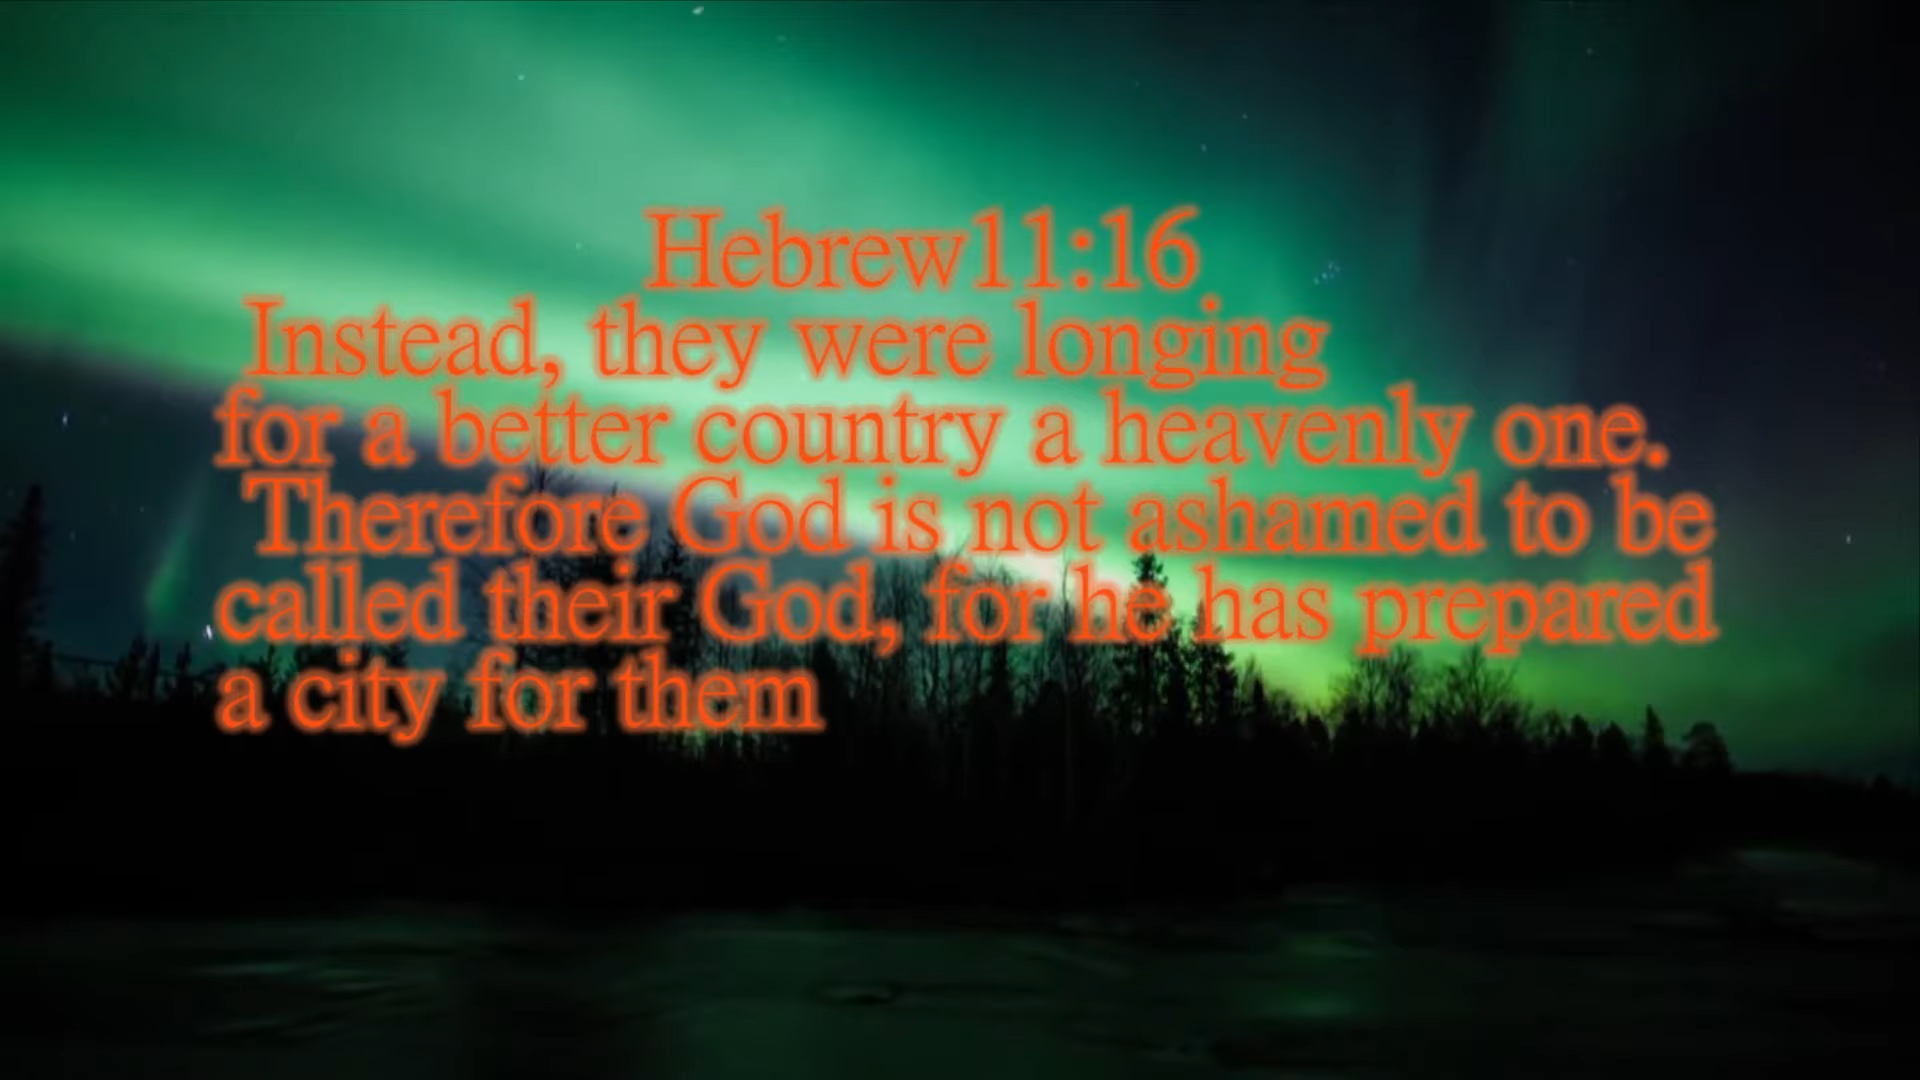 Hebrew11:16
Instead, they were longing
for a better country a heavenly one.
Therefore God is not ashamed to be
called their God, for he has prepared
a city for them